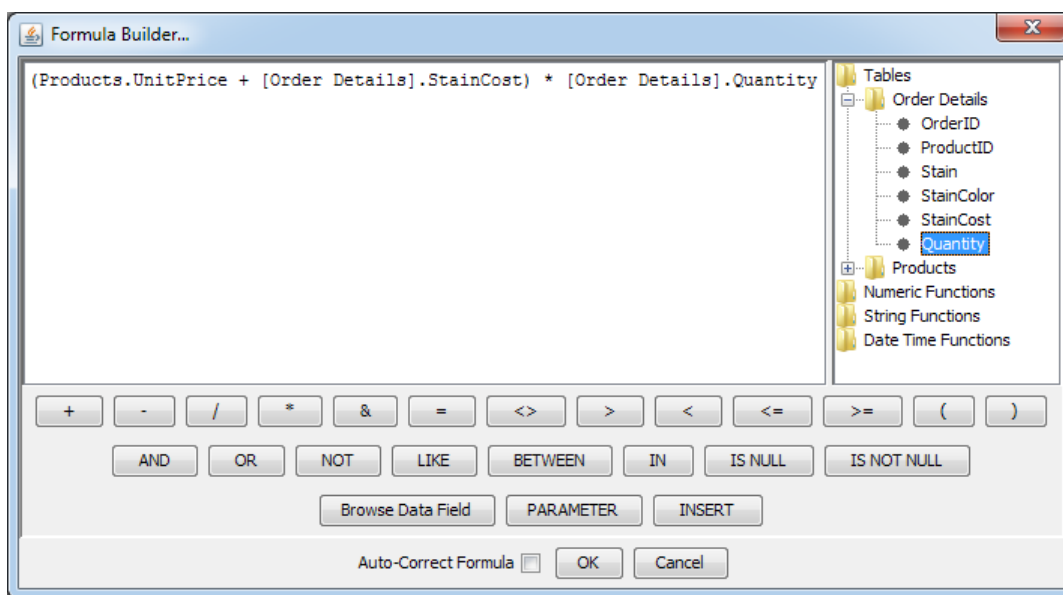 Formula Builder...
(Products.UnitPrice + [Order Details].StainCost) * [Order Details].Quantity
Tables
Order Details
OrderID
ProductID
Stain
StainColor
StainCost
Quantity
Products
Numeric Functions
String Functions
Date Time Functions
+ - / * & = <> > < <= >= ( )
AND OR NOT LIKE BETWEEN IN IS NULL IS NOT NULL
Browse Data Field PARAMETER INSERT
Auto-Correct Formula OK Cancel